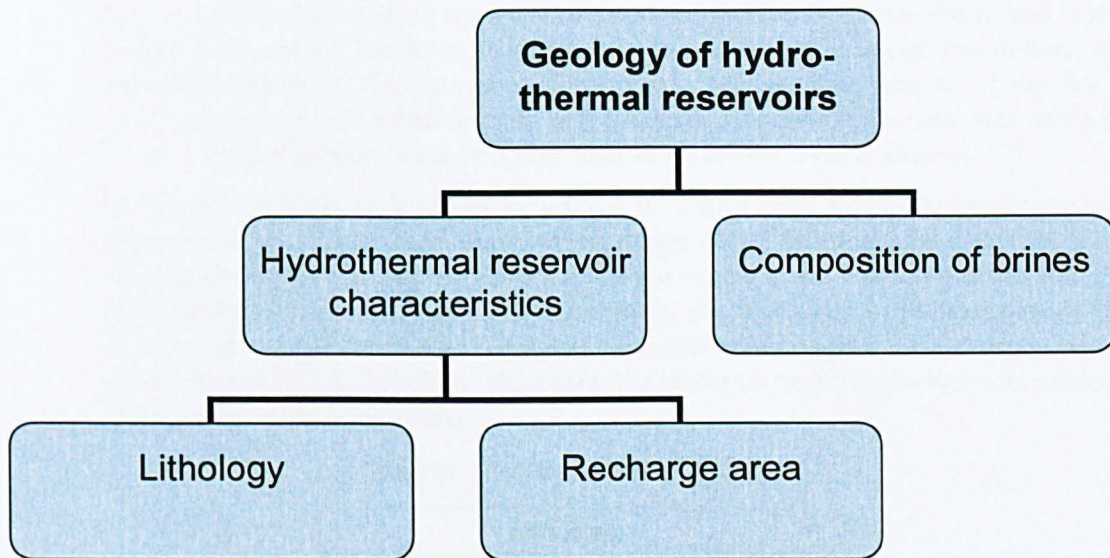 Geology of hydro-
thermal reservoirs
Hydrothermal reservoir
characteristics
Composition of brines
Lithology
Recharge area